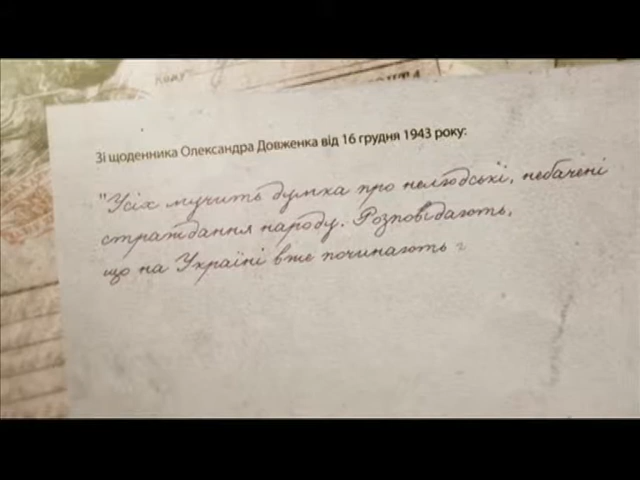 Зі щоденника Олександра Довженка від 16 грудня 1943 року:
"Усіх мучить думка про нелюдські, небачені
страждання народу. Розповідають,
що на Україні вже починають